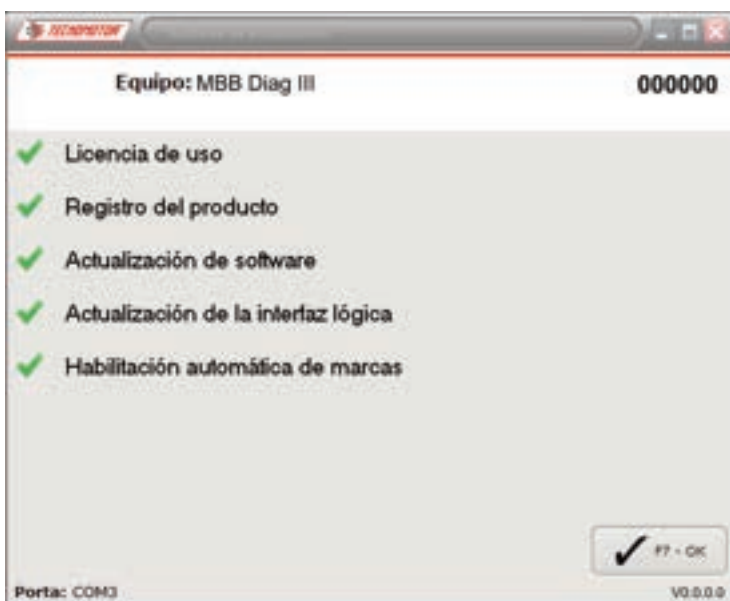 TECNOMOTOR
Equipo: MBB Diag III
000000
Licencia de uso
Registro del producto
Actualización de software
Actualización de la interfaz lógica
Habilitación automática de marcas
F7 - OK
Porta: COM3
V0.0.0.0